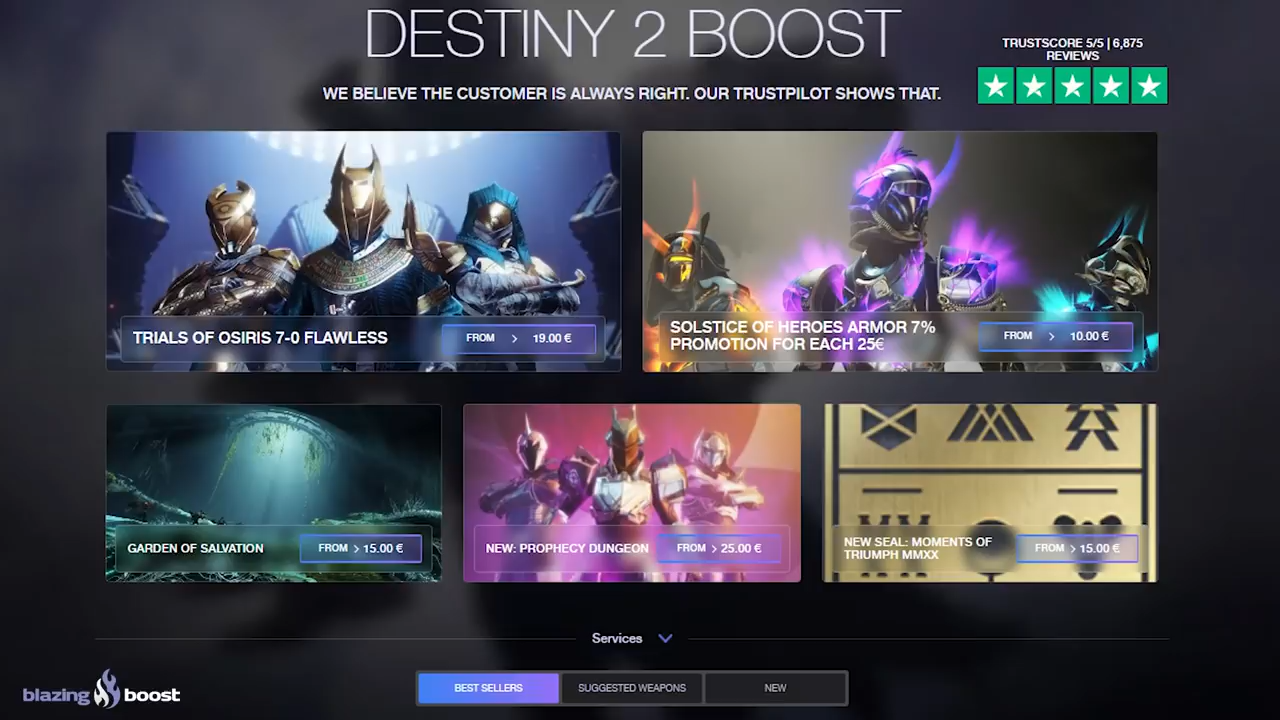 DESTINY 2 BOOST
TRUSTSCORE 5/5 | 6,875
REVIEWS
WE BELIEVE THE CUSTOMER IS ALWAYS RIGHT. OUR TRUSTPILOT SHOWS THAT.
TRIALS OF OSIRIS 7-0 FLAWLESS
FROM > 19.00 €
SOLSTICE OF HEROES ARMOR 7%
PROMOTION FOR EACH 25€
FROM > 10.00 €
GARDEN OF SALVATION
FROM > 15.00 €
NEW: PROPHECY DUNGEON
FROM > 25.00 €
NEW SEAL: MOMENTS OF
TRIUMPH MMXX
FROM > 15.00 €
Services
blazing boost
BEST SELLERS
SUGGESTED WEAPONS
NEW